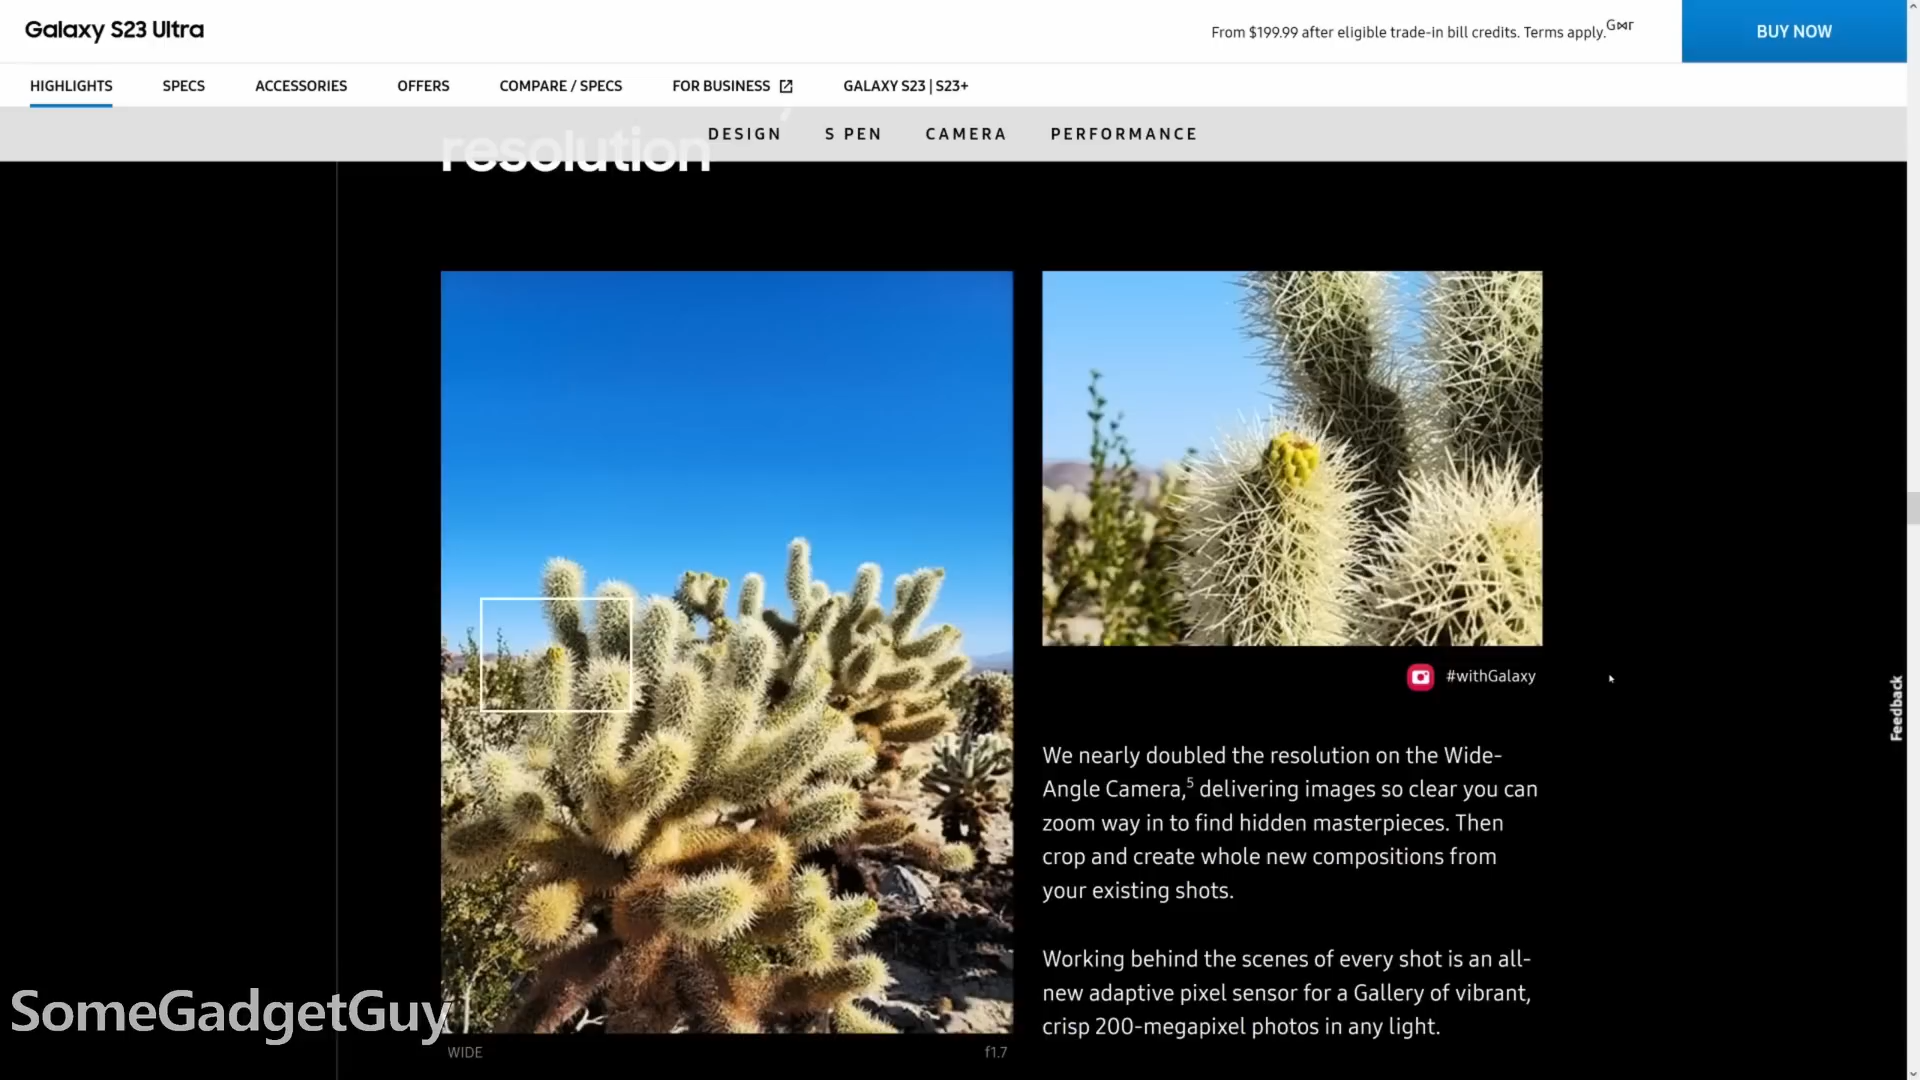 Galaxy S23 Ultra
From $199.99 after eligible trade-in bill credits. Terms apply.G⋈r
BUY NOW
HIGHLIGHTS
SPECS
ACCESSORIES
OFFERS
COMPARE / SPECS
FOR BUSINESS
GALAXY S23 | S23+
DESIGN
S PEN
CAMERA
PERFORMANCE
resolution
#withGalaxy
Feedback
We nearly doubled the resolution on the Wide-
Angle Camera,5 delivering images so clear you can
zoom way in to find hidden masterpieces. Then
crop and create whole new compositions from
your existing shots.
Working behind the scenes of every shot is an all-
new adaptive pixel sensor for a Gallery of vibrant,
crisp 200-megapixel photos in any light.
SomeGadgetGuy
WIDE
f1.7